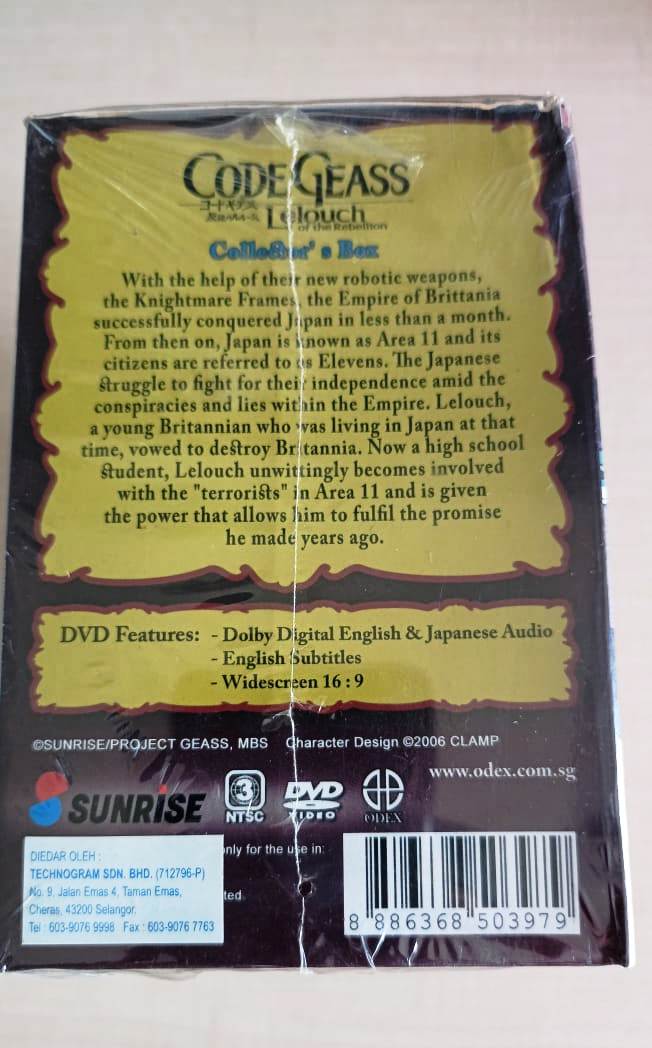 CODE GEASS
コードギアス
反逆のルルーシュ Lelouch
of the Rebellion
Collector's Box
With the help of their new robotic weapons,
the Knightmare Frames, the Empire of Brittania
successfully conquered Japan in less than a month.
From then on, Japan is known as Area 11 and its
citizens are referred to as Elevens. The Japanese
struggle to fight for their independence amid the
conspiracies and lies within the Empire. Lelouch,
a young Britannian who was living in Japan at that
time, vowed to destroy Britannia. Now a high school
student, Lelouch unwittingly becomes involved
with the "terrorists" in Area 11 and is given
the power that allows him to fulfil the promise
he made years ago.
DVD Features: - Dolby Digital English & Japanese Audio
- English Subtitles
- Widescreen 16 : 9
©SUNRISE/PROJECT GEASS, MBS Character Design ©2006 CLAMP
www.odex.com.sg
SUNRISE
3
NTSC
DVD
VIDEO
ODEX
only for the use in:
DIEDAR OLEH :
TECHNOGRAM SDN. BHD. (712796-P)
No. 9, Jalan Emas 4, Taman Emas,
Cheras, 43200 Selangor.
Tel : 603-9076 9998 Fax : 603-9076 7763
8 886368 503979